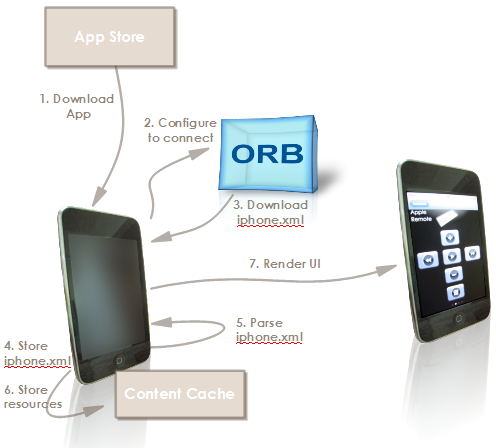 App Store
1. Download
App
2. Configure
to connect
ORB
3. Download
iphone.xml
Apple
Remote
7. Render UI
5. Parse
iphone.xml
4. Store
iphone.xml
6. Store
resources
Content Cache